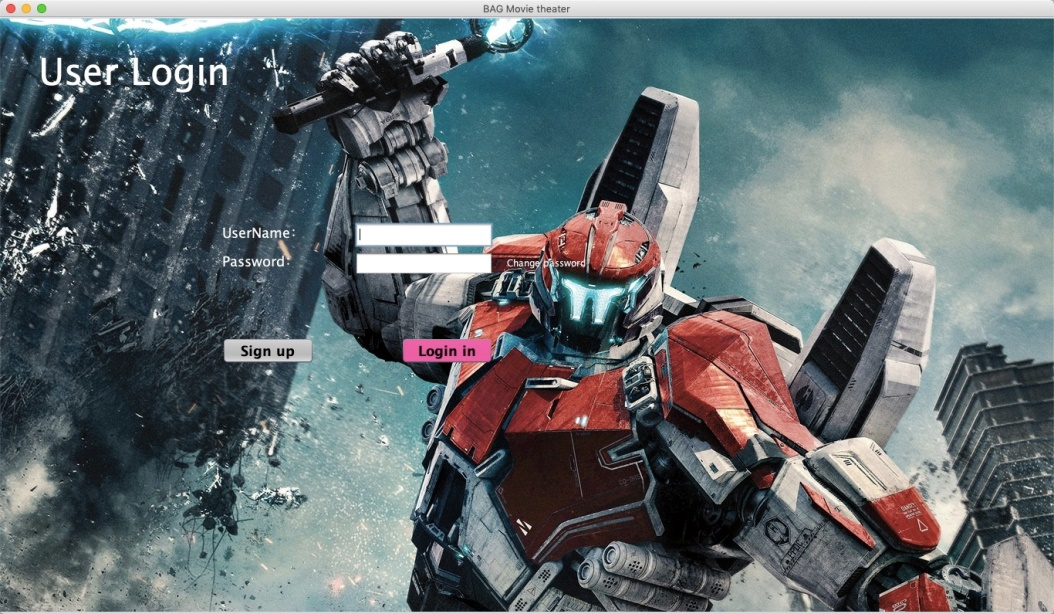 BAG Movie theater
User Login
UserName:
Password
Change password
Sign up
Login in